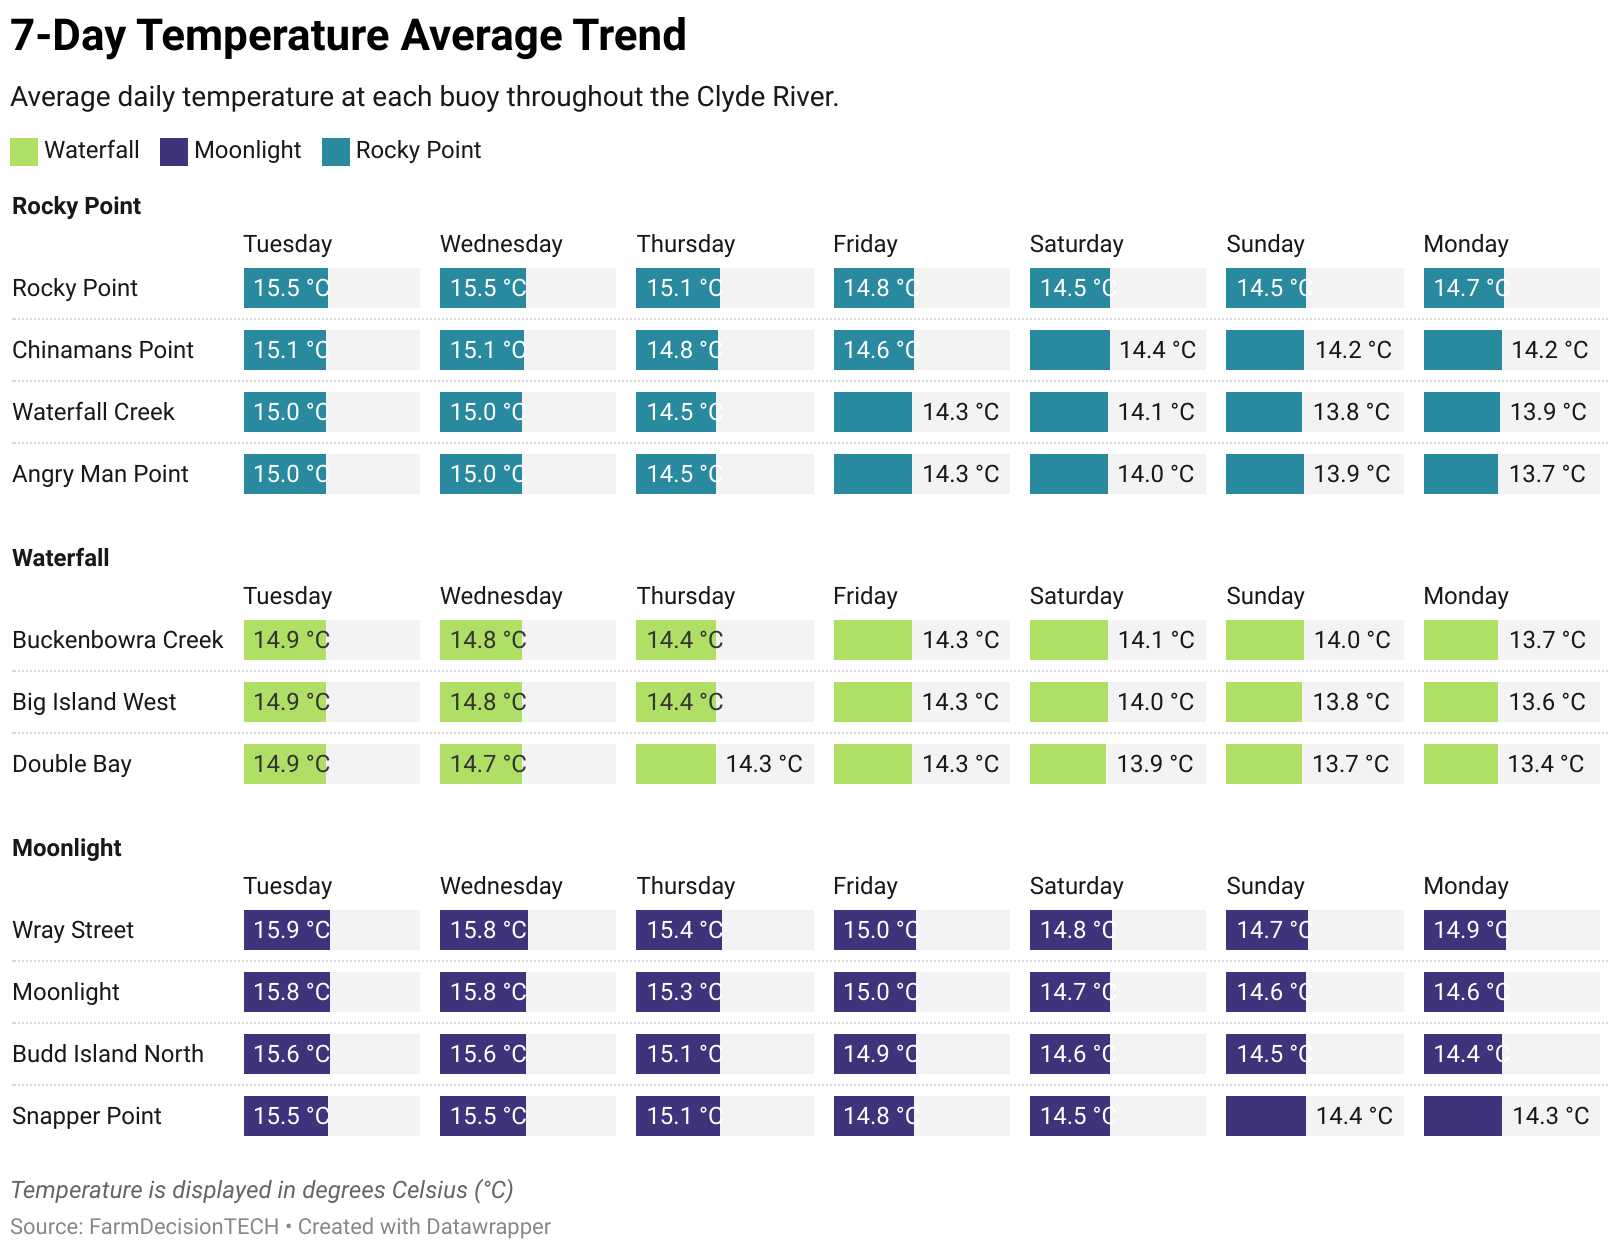 7-Day Temperature Average Trend
Average daily temperature at each buoy throughout the Clyde River.
Waterfall Moonlight Rocky Point
Rocky Point
Tuesday Wednesday Thursday Friday Saturday Sunday Monday
Rocky Point 15.5 °C 15.5 °C 15.1 °C 14.8 °C 14.5 °C 14.5 °C 14.7 °C
Chinamans Point 15.1 °C 15.1 °C 14.8 °C 14.6 °C 14.4 °C 14.2 °C 14.2 °C
Waterfall Creek 15.0 °C 15.0 °C 14.5 °C 14.3 °C 14.1 °C 13.8 °C 13.9 °C
Angry Man Point 15.0 °C 15.0 °C 14.5 °C 14.3 °C 14.0 °C 13.9 °C 13.7 °C
Waterfall
Tuesday Wednesday Thursday Friday Saturday Sunday Monday
Buckenbowra Creek 14.9 °C 14.8 °C 14.4 °C 14.3 °C 14.1 °C 14.0 °C 13.7 °C
Big Island West 14.9 °C 14.8 °C 14.4 °C 14.3 °C 14.0 °C 13.8 °C 13.6 °C
Double Bay 14.9 °C 14.7 °C 14.3 °C 14.3 °C 13.9 °C 13.7 °C 13.4 °C
Moonlight
Tuesday Wednesday Thursday Friday Saturday Sunday Monday
Wray Street 15.9 °C 15.8 °C 15.4 °C 15.0 °C 14.8 °C 14.7 °C 14.9 °C
Moonlight 15.8 °C 15.8 °C 15.3 °C 15.0 °C 14.7 °C 14.6 °C 14.6 °C
Budd Island North 15.6 °C 15.6 °C 15.1 °C 14.9 °C 14.6 °C 14.5 °C 14.4 °C
Snapper Point 15.5 °C 15.5 °C 15.1 °C 14.8 °C 14.5 °C 14.4 °C 14.3 °C
Temperature is displayed in degrees Celsius (°C)
Source: FarmDecisionTECH • Created with Datawrapper